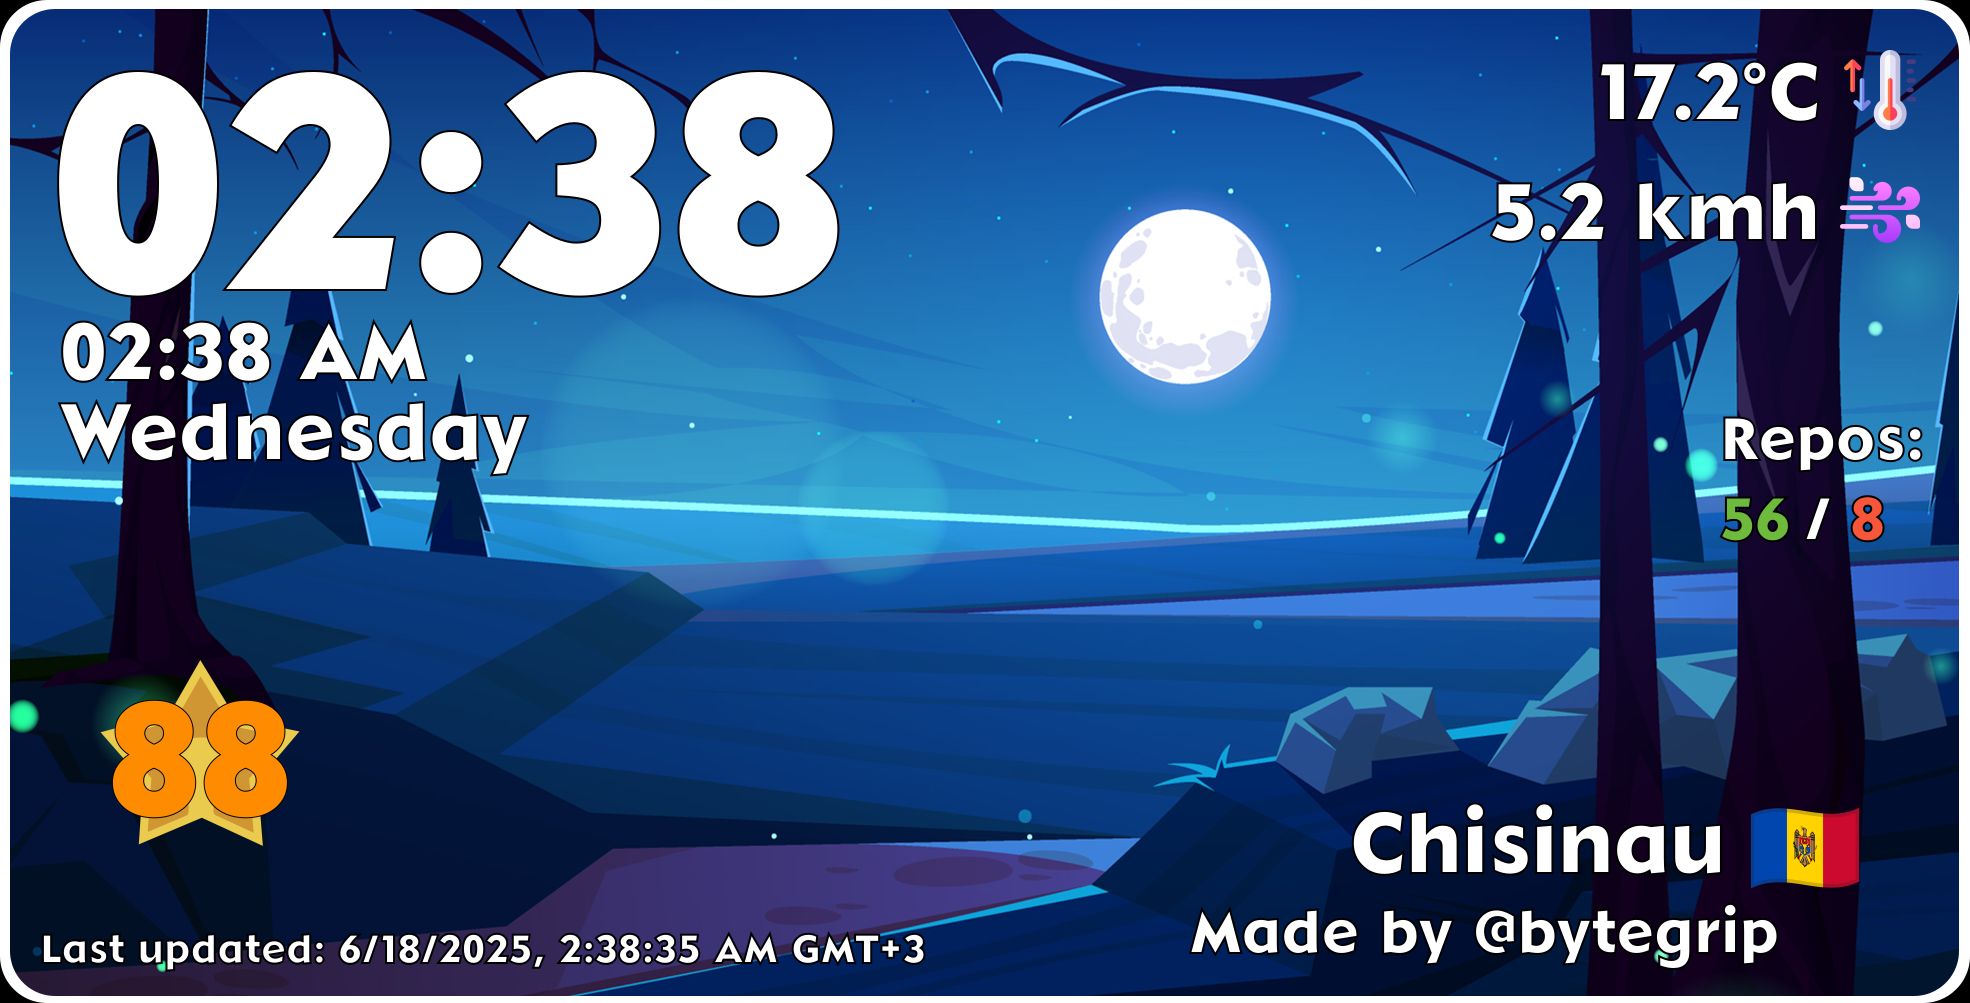 02:38
02:38 AM
Wednesday
17.2°C
5.2 kmh
Repos:
56 / 8
88
Chisinau
Made by @bytegrip
Last updated: 6/18/2025, 2:38:35 AM GMT+3